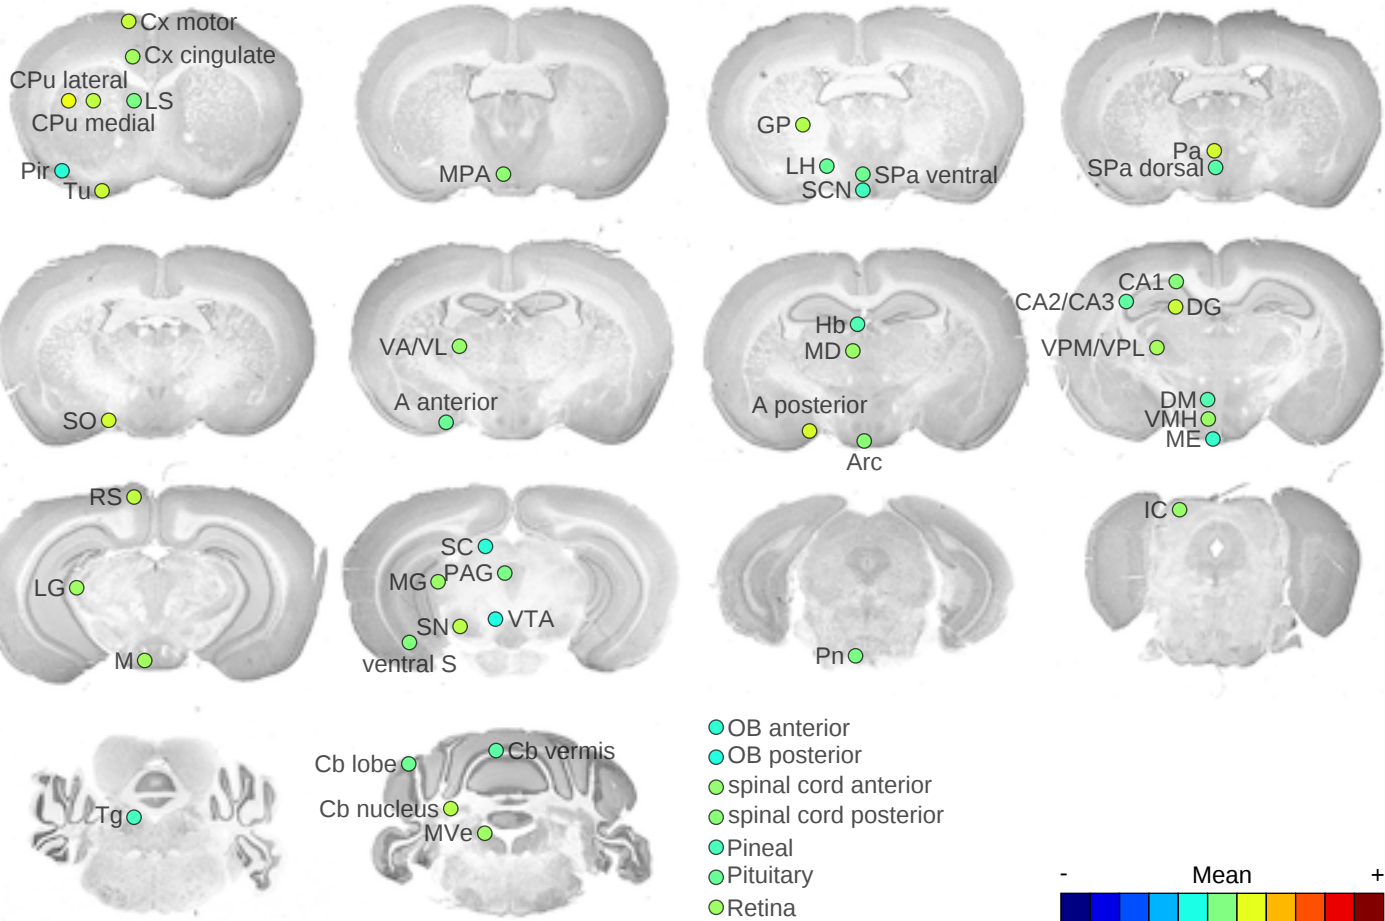 Cx motor
Cx cingulate
CPu lateral
LS
CPu medial
Pir
Tu
MPA
GP
LH
SPa ventral
SCN
Pa
SPa dorsal
SO
VA/VL
A anterior
Hb
MD
A posterior
Arc
CA1
CA2/CA3
DG
VPM/VPL
DM
VMH
ME
RS
LG
M
SC
PAG
MG
VTA
SN
ventral S
Pn
IC
Tg
Cb vermis
Cb lobe
Cb nucleus
MVe
OB anterior
OB posterior
spinal cord anterior
spinal cord posterior
Pineal
Pituitary
Retina
- Mean +